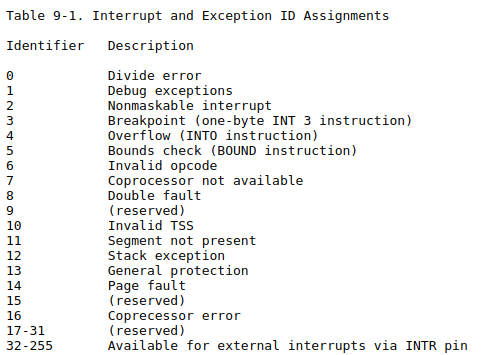 Table 9-1. Interrupt and Exception ID Assignments
Identifier   Description
0            Divide error
1            Debug exceptions
2            Nonmaskable interrupt
3            Breakpoint (one-byte INT 3 instruction)
4            Overflow (INTO instruction)
5            Bounds check (BOUND instruction)
6            Invalid opcode
7            Coprocessor not available
8            Double fault
9            (reserved)
10           Invalid TSS
11           Segment not present
12           Stack exception
13           General protection
14           Page fault
15           (reserved)
16           Coprecessor error
17-31        (reserved)
32-255       Available for external interrupts via INTR pin